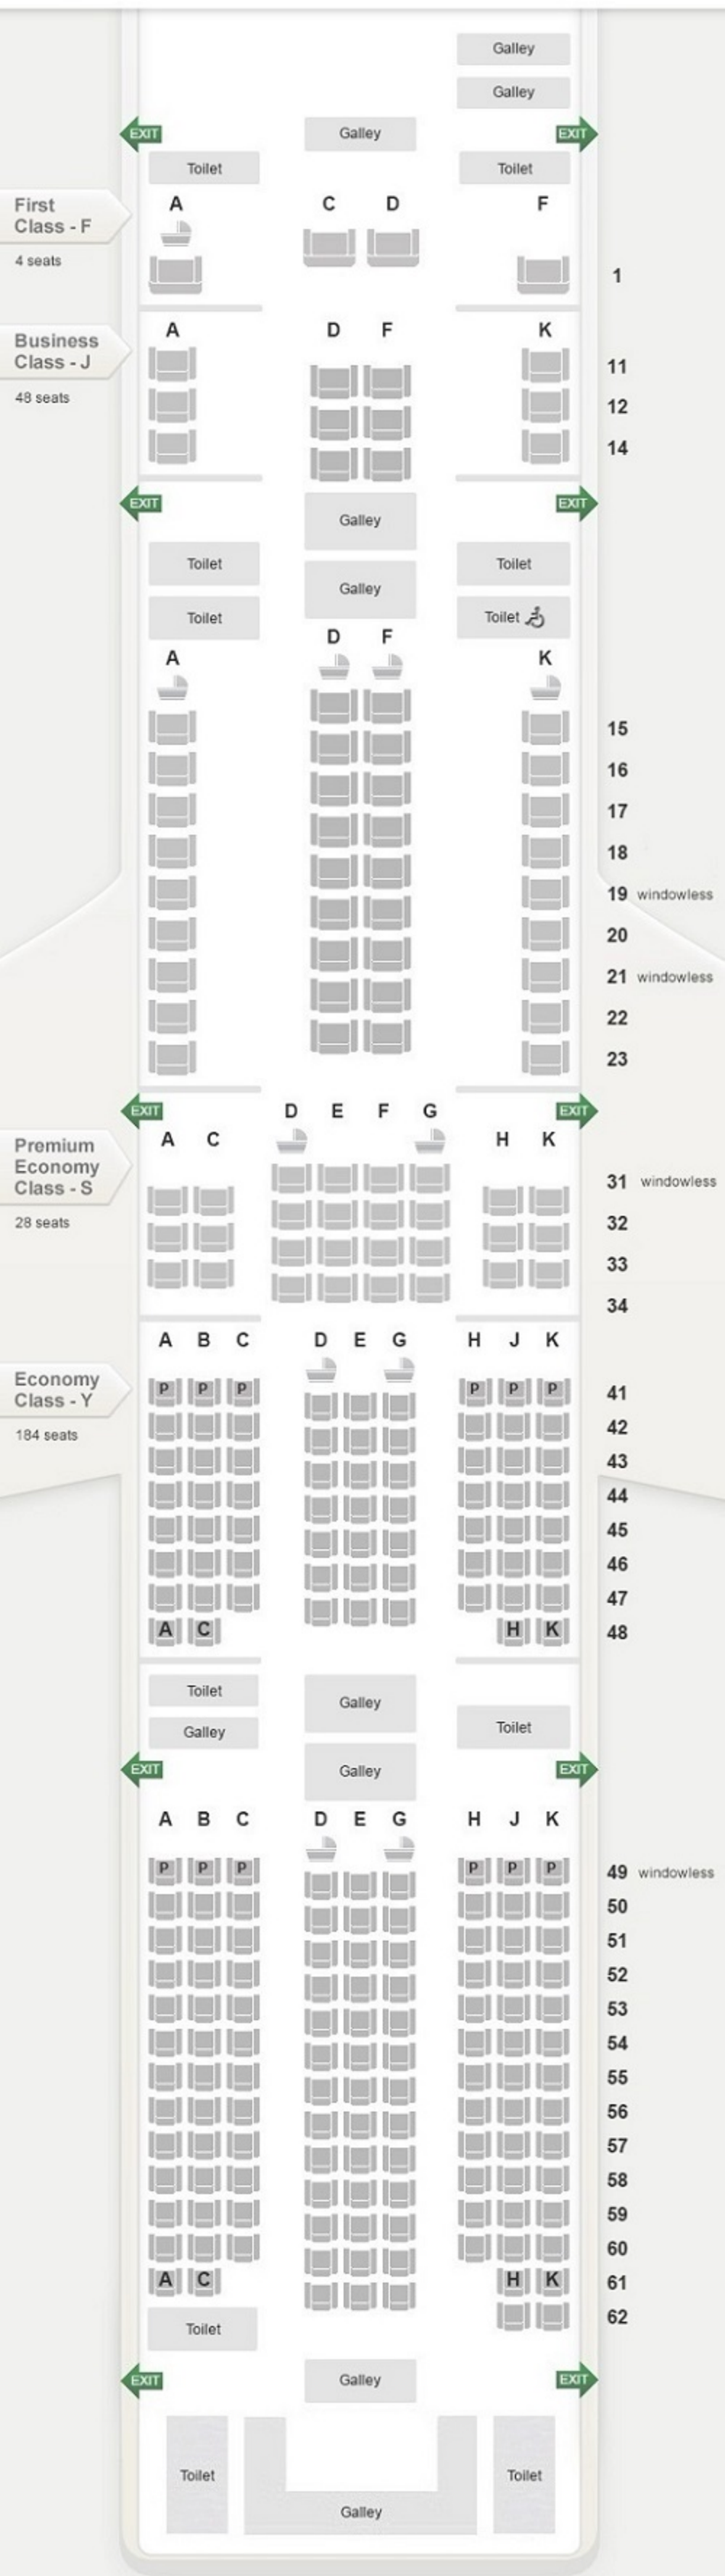 Galley
Galley
EXIT Galley EXIT
Toilet Toilet
First
Class - F
4 seats
A C D F
1
Business
Class - J
48 seats
A D F K
11
12
14
EXIT EXIT
Galley
Toilet Toilet
Galley
Toilet Toilet
D F
A K
15
16
17
18
19 windowless
20
21 windowless
22
23
EXIT D E F G EXIT
Premium
Economy
Class - S
28 seats
A C H K
31 windowless
32
33
34
A B C D E G H J K
Economy
Class - Y
184 seats
P P P P P P 41
42
43
44
45
46
47
A C H K 48
Toilet Galley
Galley Toilet
EXIT Galley EXIT
A B C D E G H J K
P P P P P P 49 windowless
50
51
52
53
54
55
56
57
58
59
60
A C H K 61
62
Toilet
EXIT Galley EXIT
Toilet Toilet
Galley